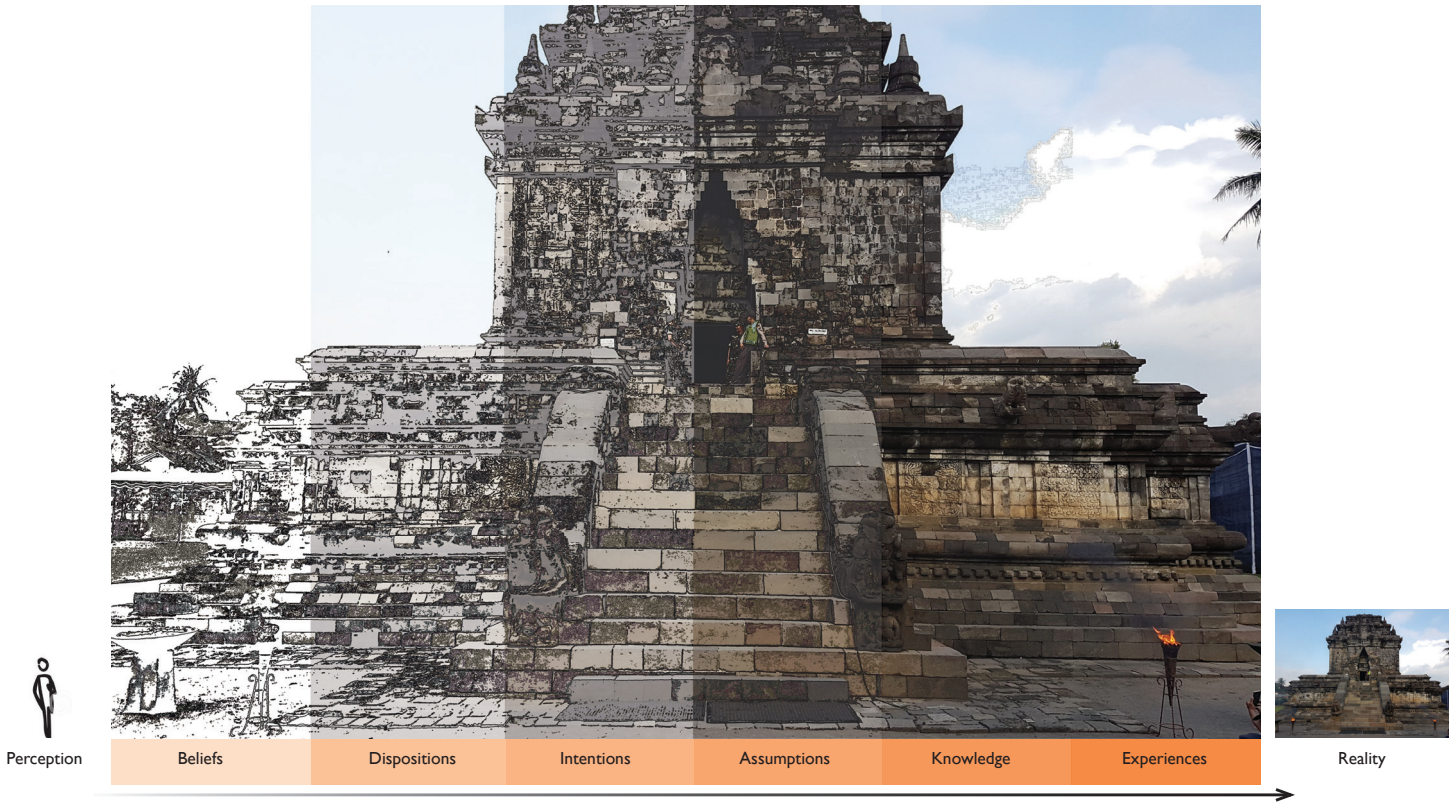 Perception
Beliefs
Dispositions
Intentions
Assumptions
Knowledge
Experiences
Reality